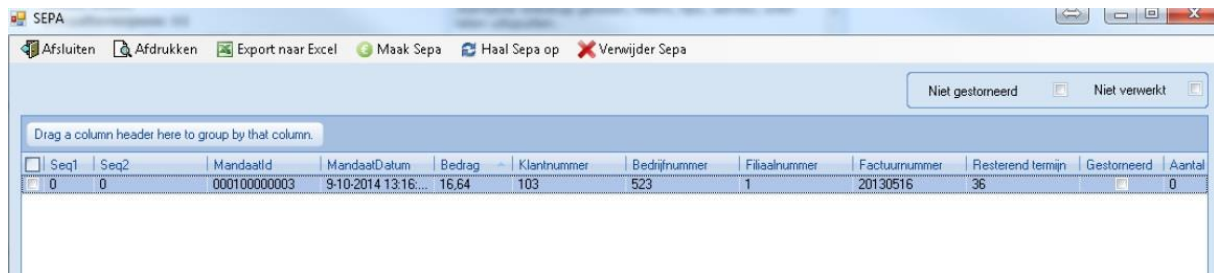 SEPA
Afsluiten Afdrukken Export naar Excel Maak Sepa Haal Sepa op Verwijder Sepa
Niet gestorneerd Niet verwerkt
Drag a column header here to group by that column.
Seq1 Seq2 MandaatId MandaatDatum Bedrag Klantnummer Bedrijfnummer Filiaalnummer Factuurnummer Resterend termijn Gestorneerd Aantal
0 0 000100000003 9-10-2014 13:16:... 16,64 103 523 1 20130516 36 0